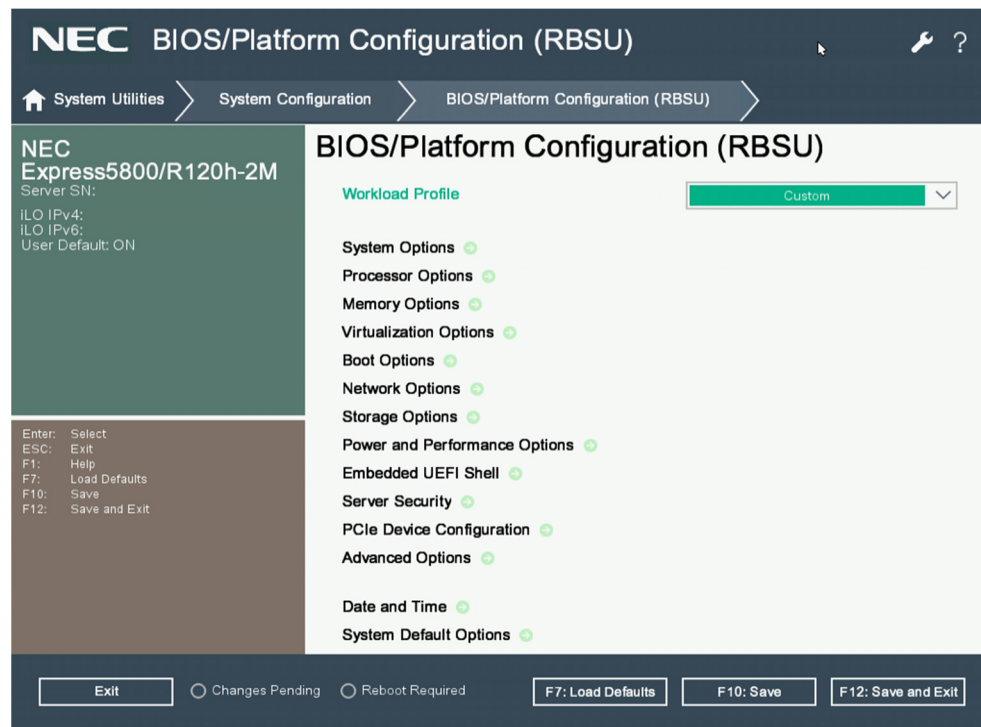 NEC BIOS/Platform Configuration (RBSU)
?
System Utilities System Configuration BIOS/Platform Configuration (RBSU)
NEC
Express5800/R120h-2M
Server SN:
iLO IPv4:
iLO IPv6:
User Default: ON
Enter: Select
ESC: Exit
F1: Help
F7: Load Defaults
F10: Save
F12: Save and Exit
BIOS/Platform Configuration (RBSU)
Workload Profile Custom
System Options
Processor Options
Memory Options
Virtualization Options
Boot Options
Network Options
Storage Options
Power and Performance Options
Embedded UEFI Shell
Server Security
PCIe Device Configuration
Advanced Options
Date and Time
System Default Options
Exit Changes Pending Reboot Required F7: Load Defaults F10: Save F12: Save and Exit